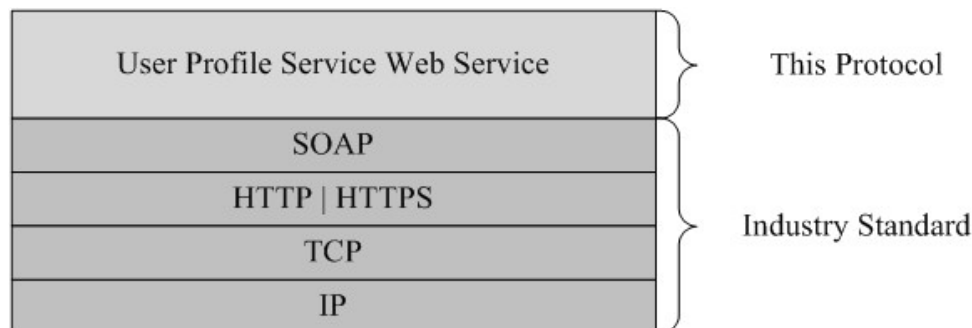 User Profile Service Web Service
This Protocol
SOAP
HTTP | HTTPS
Industry Standard
TCP
IP